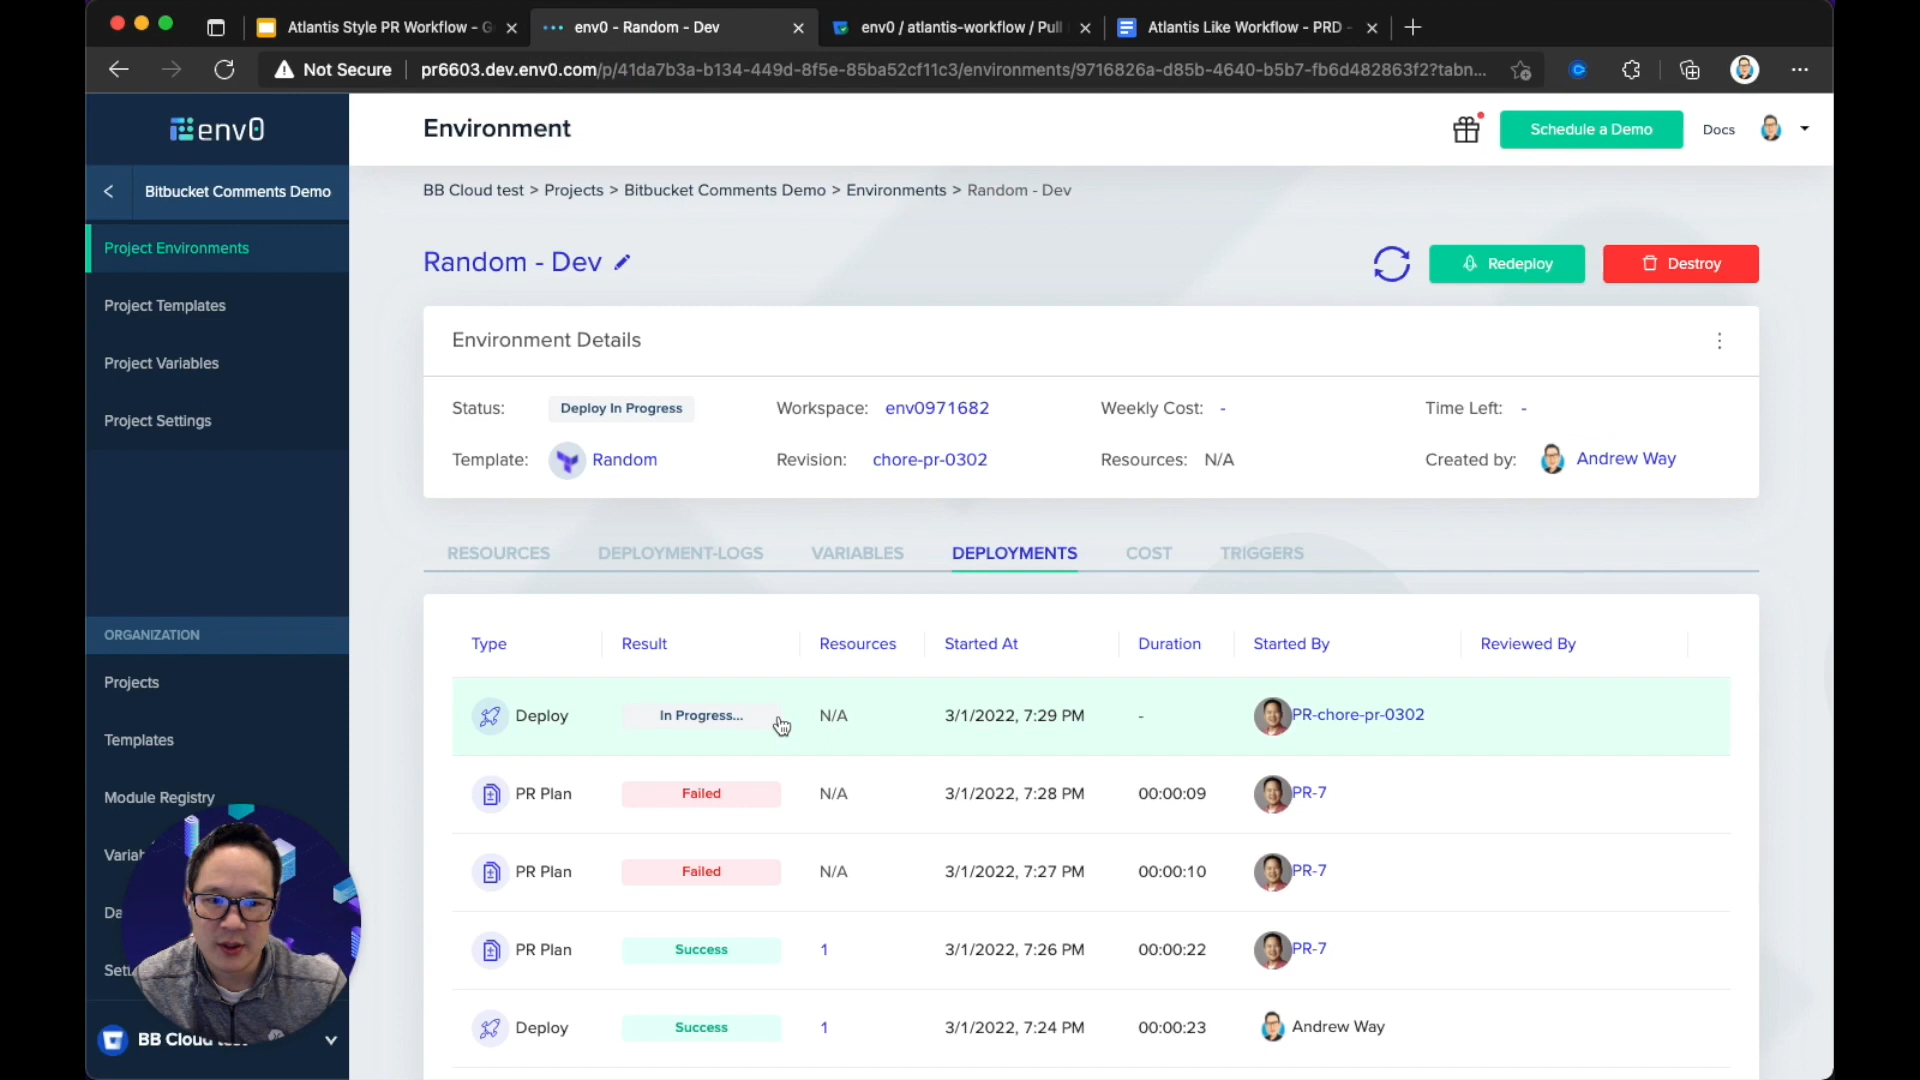 Atlantis Style PR Workflow - G
env0 - Random - Dev
env0 / atlantis-workflow / Pull
Atlantis Like Workflow - PRD -
Not Secure
pr6603.dev.env0.com/p/41da7b3a-b134-449d-8f5e-85ba52cf11c3/environments/9716826a-d85b-4640-b5b7-fb6d482863f2?tabn...
env0
Environment
Schedule a Demo
Docs
Bitbucket Comments Demo
Project Environments
Project Templates
Project Variables
Project Settings
ORGANIZATION
Projects
Templates
Module Registry
Variab
Da
Sett
BB Cloud test
BB Cloud test > Projects > Bitbucket Comments Demo > Environments > Random - Dev
Random - Dev
Redeploy
Destroy
Environment Details
Status: Deploy In Progress Workspace: env0971682 Weekly Cost: - Time Left: -
Template: Random Revision: chore-pr-0302 Resources: N/A Created by: Andrew Way
RESOURCES DEPLOYMENT-LOGS VARIABLES DEPLOYMENTS COST TRIGGERS
Type Result Resources Started At Duration Started By Reviewed By
Deploy In Progress... N/A 3/1/2022, 7:29 PM - PR-chore-pr-0302
PR Plan Failed N/A 3/1/2022, 7:28 PM 00:00:09 PR-7
PR Plan Failed N/A 3/1/2022, 7:27 PM 00:00:10 PR-7
PR Plan Success 1 3/1/2022, 7:26 PM 00:00:22 PR-7
Deploy Success 1 3/1/2022, 7:24 PM 00:00:23 Andrew Way